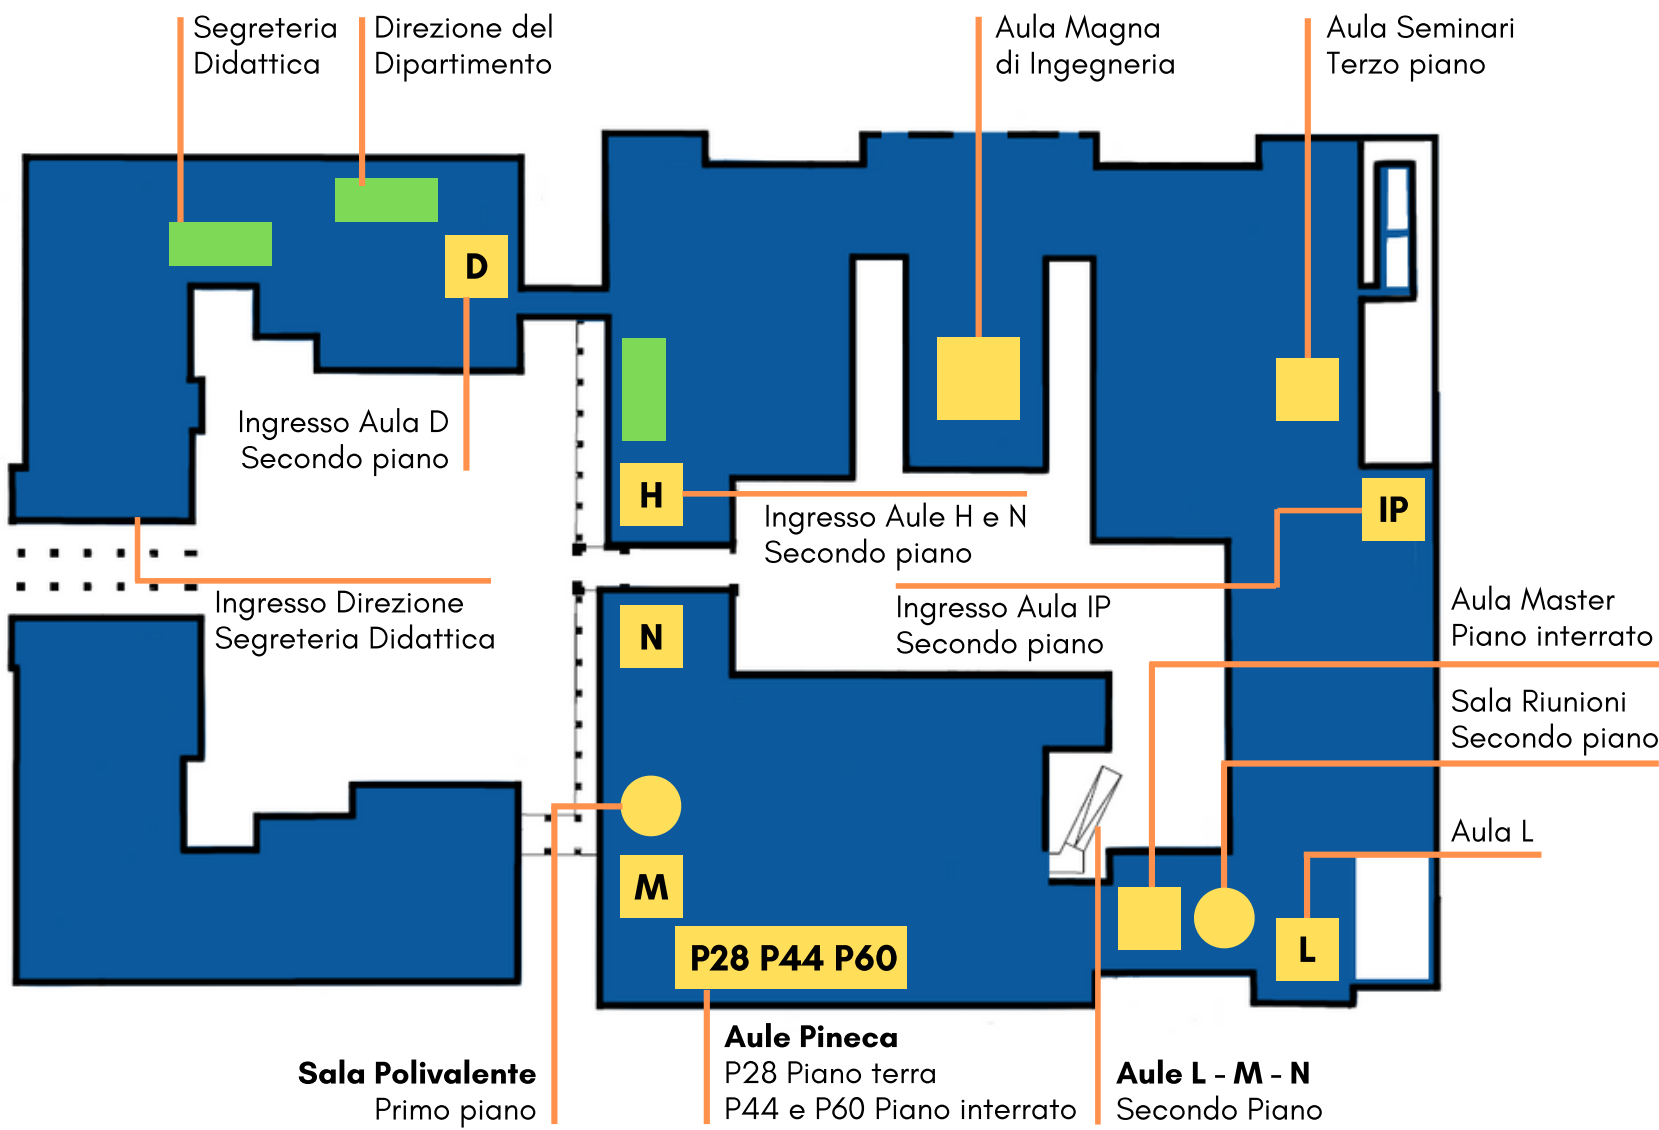 Segreteria
Didattica
Direzione del
Dipartimento
Aula Magna
di Ingegneria
Aula Seminari
Terzo piano
D
Ingresso Aula D
Secondo piano
H
Ingresso Aule H e N
Secondo piano
IP
Ingresso Direzione
Segreteria Didattica
Ingresso Aula IP
Secondo piano
Aula Master
Piano interrato
N
Sala Riunioni
Secondo piano
Aula L
M
L
P28 P44 P60
Sala Polivalente
Primo piano
Aule Pineca
P28 Piano terra
P44 e P60 Piano interrato
Aule L - M - N
Secondo Piano